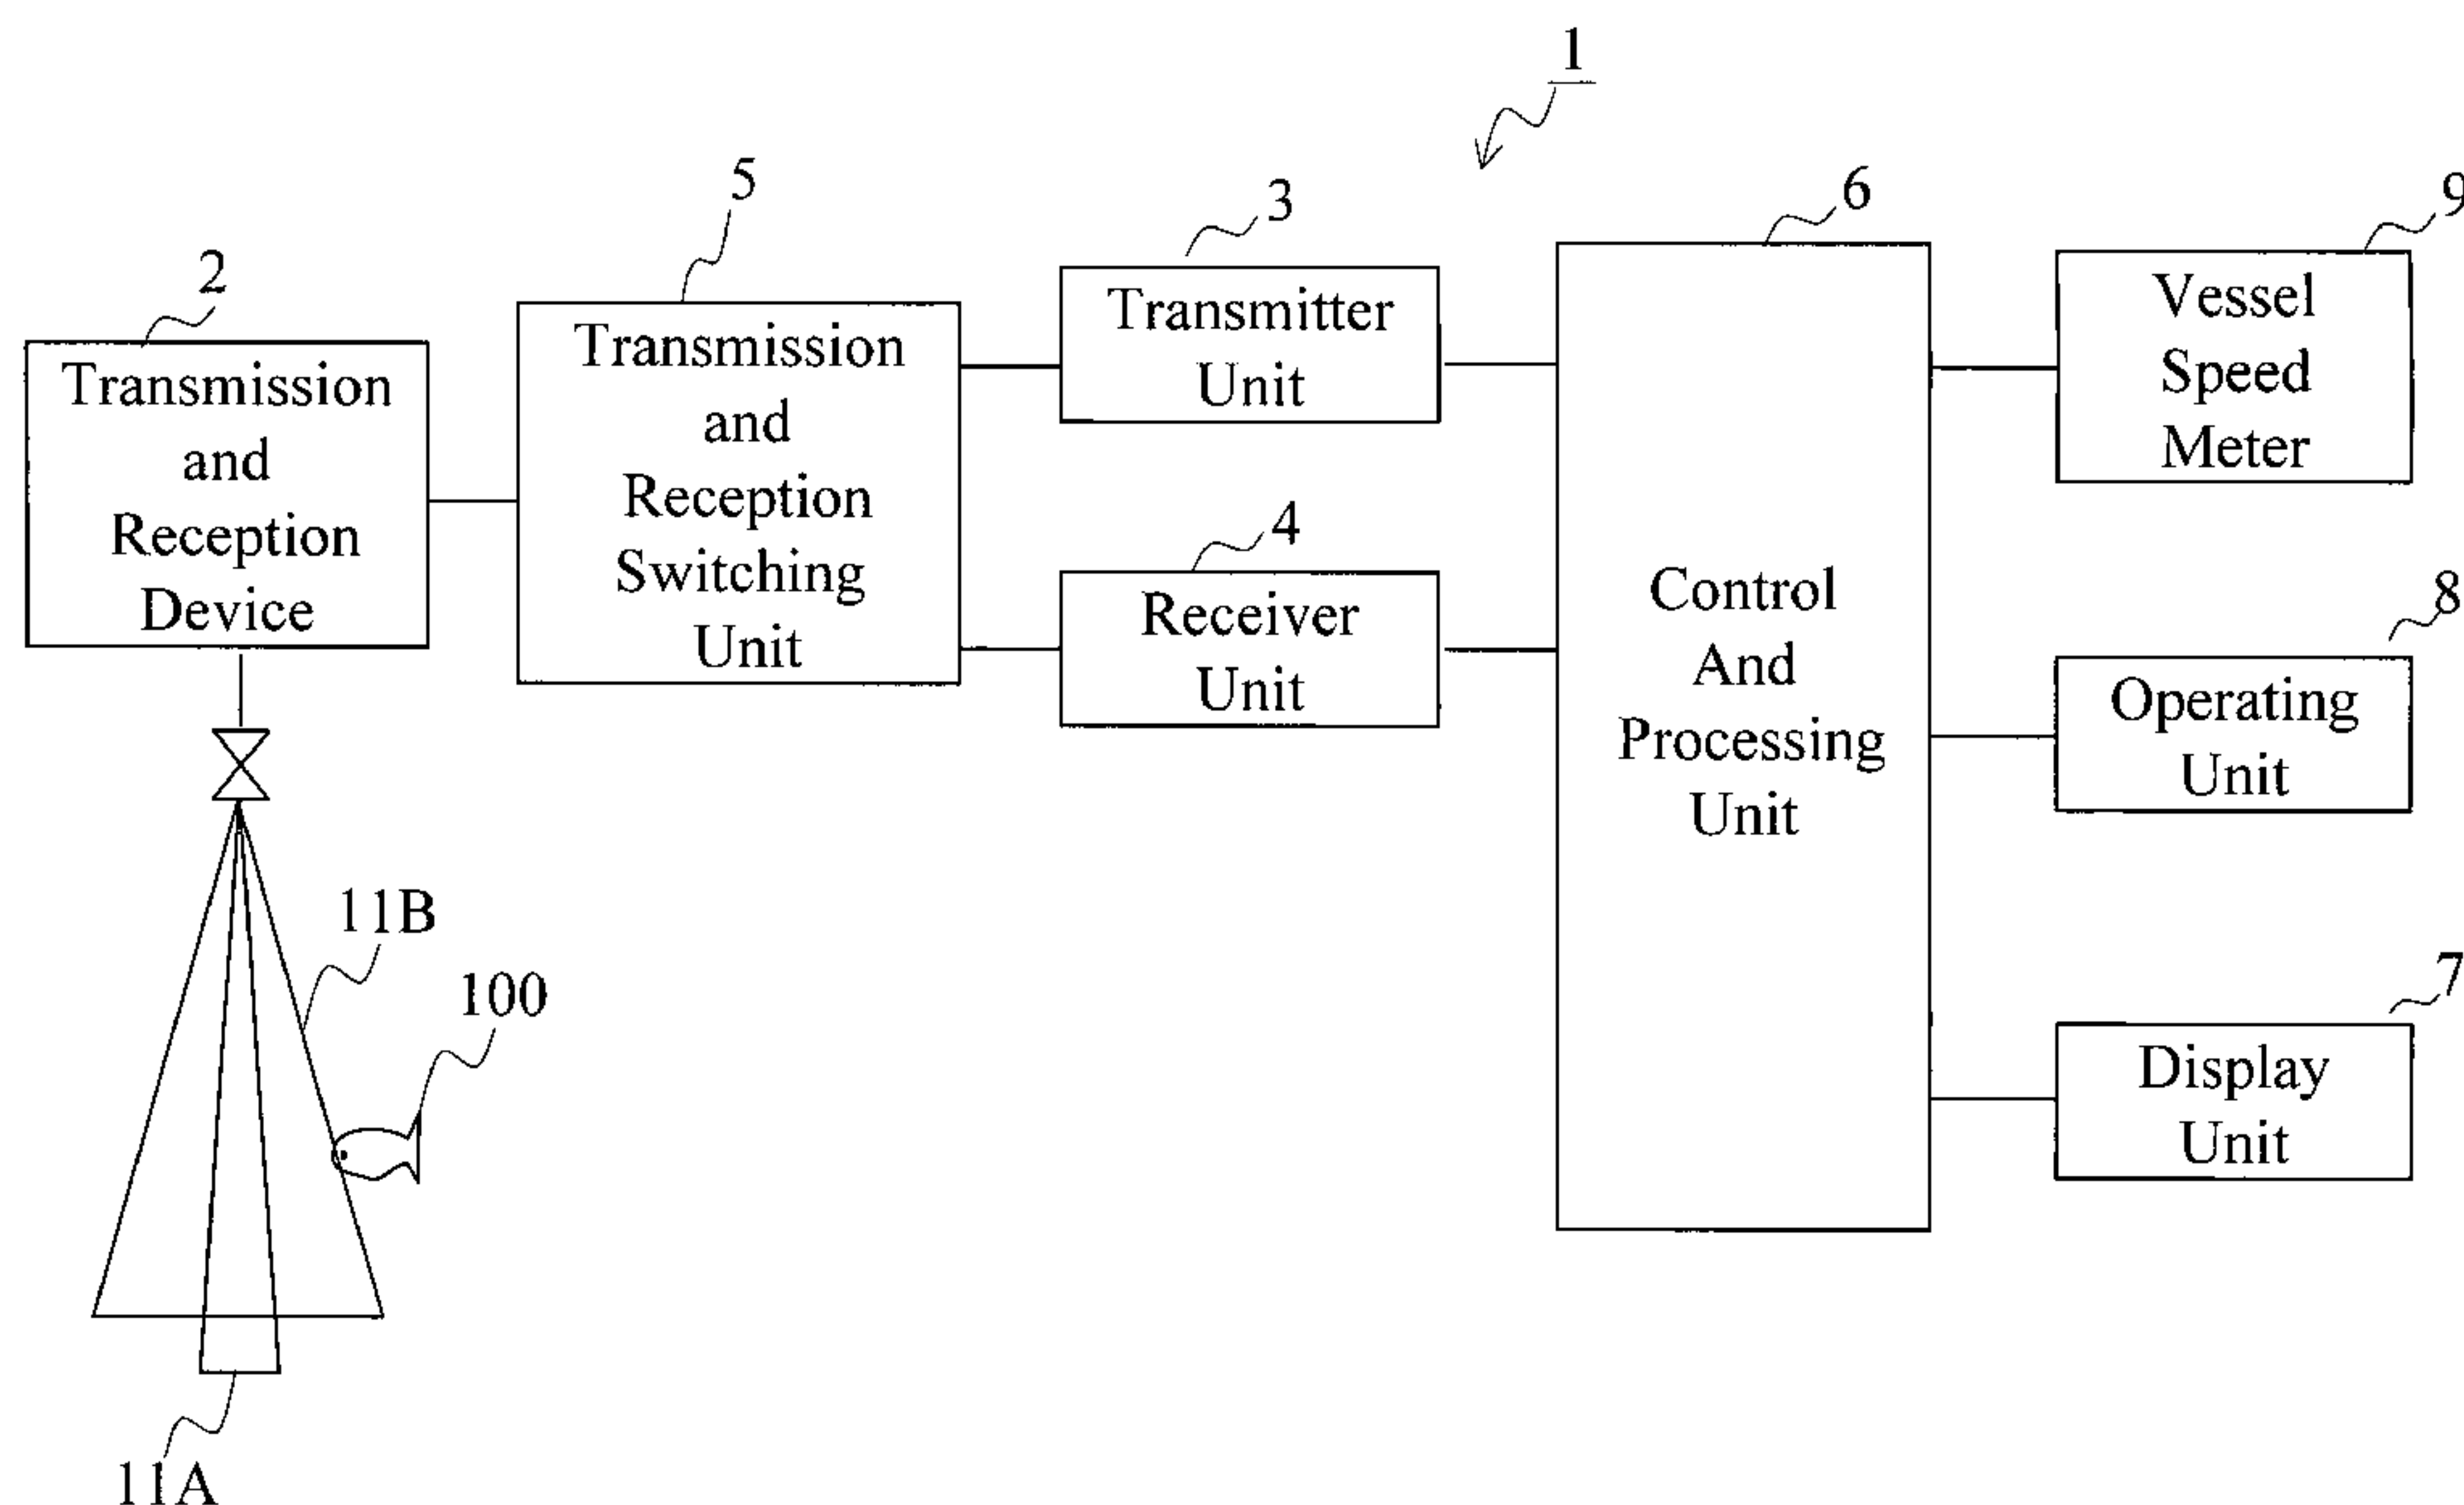 1
2
Transmission
and
Reception
Device
5
Transmission
and
Reception
Switching
Unit
3
Transmitter
Unit
4
Receiver
Unit
6
Control
And
Processing
Unit
9
Vessel
Speed
Meter
8
Operating
Unit
7
Display
Unit
11B
100
11A